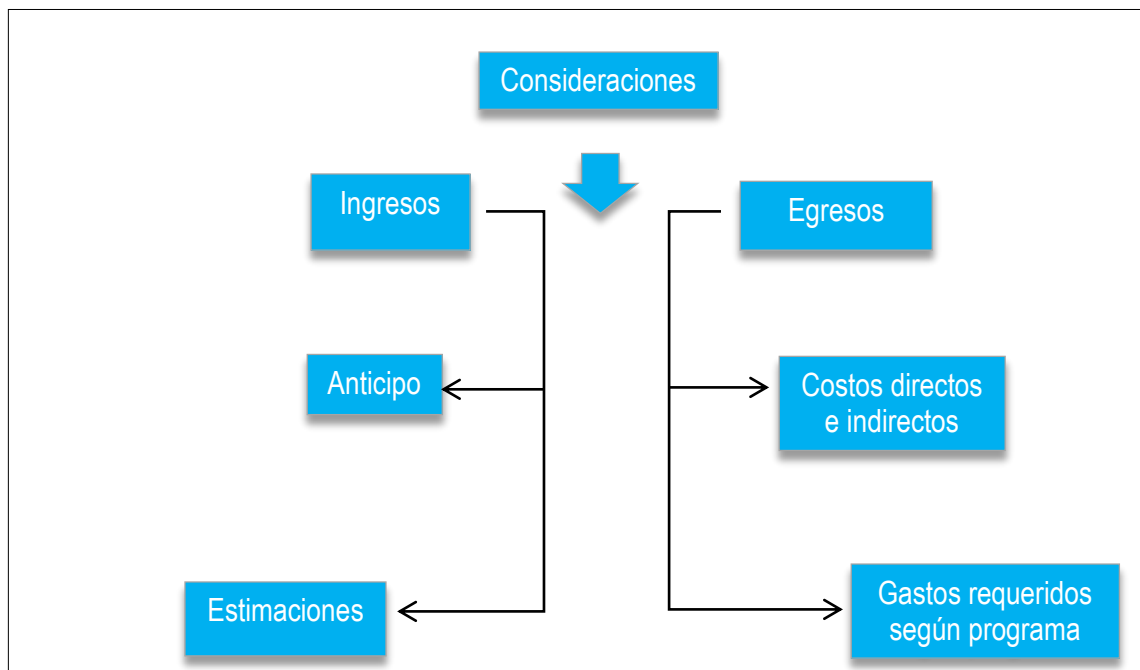 Consideraciones
Ingresos
Egresos
Anticipo
Costos directos
e indirectos
Estimaciones
Gastos requeridos
según programa